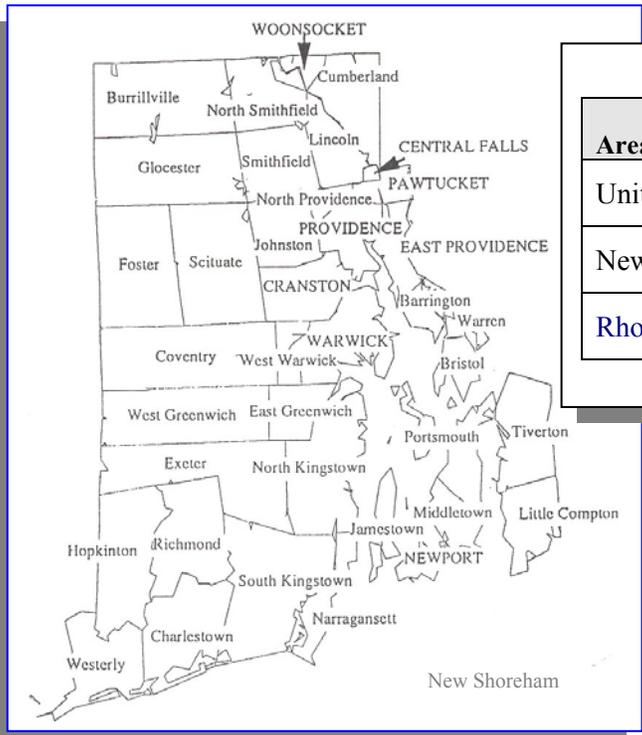 WOONSOCKET
Cumberland
Burrillville
North Smithfield
Lincoln
CENTRAL FALLS
Glocester
Smithfield
PAWTUCKET
North Providence
PROVIDENCE
Johnston
EAST PROVIDENCE
Foster
Scituate
CRANSTON
Barrington
Warren
WARWICK
Coventry
West Warwick
Bristol
West Greenwich
East Greenwich
Portsmouth
Tiverton
Exeter
North Kingstown
Middletown
Little Compton
Jamestown
Hopkinton
Richmond
NEWPORT
South Kingstown
Narragansett
Charlestown
Westerly
New Shoreham
New